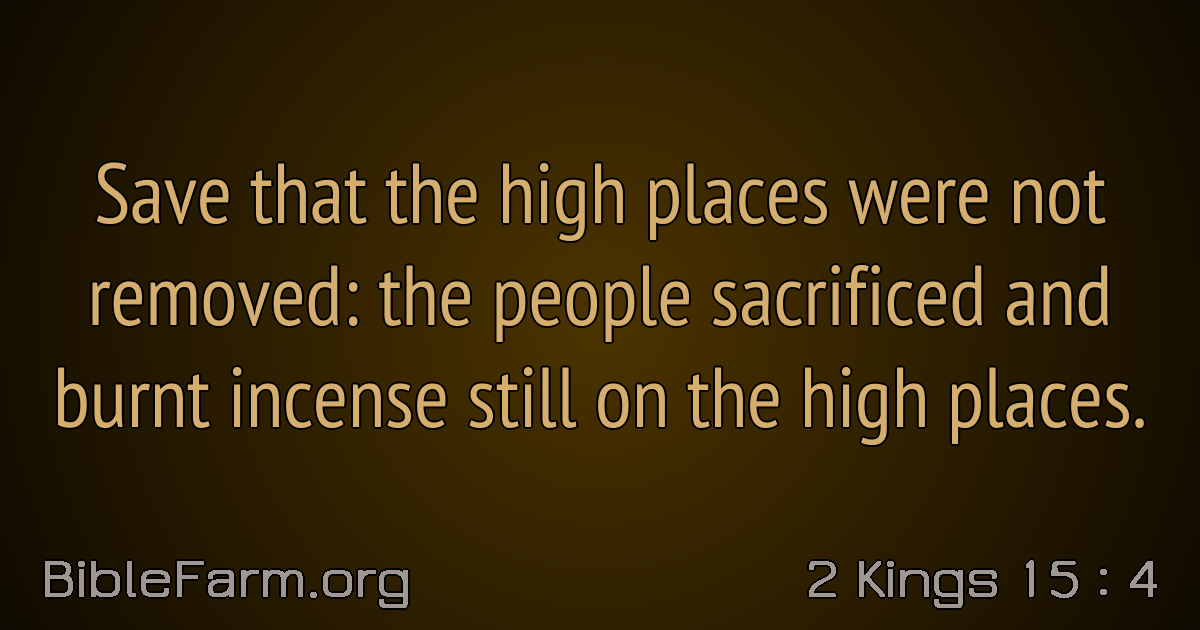 Save that the high places were not
removed: the people sacrificed and
burnt incense still on the high places.
BibleFarm.org
2 Kings 15 : 4